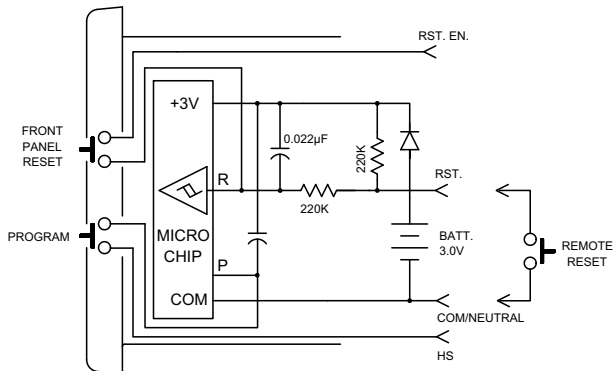 RST. EN.
+3V
FRONT
PANEL
RESET
0.022µF
220K
R
RST.
220K
PROGRAM
MICRO
CHIP
BATT.
3.0V
REMOTE
RESET
P
COM
COM/NEUTRAL
HS